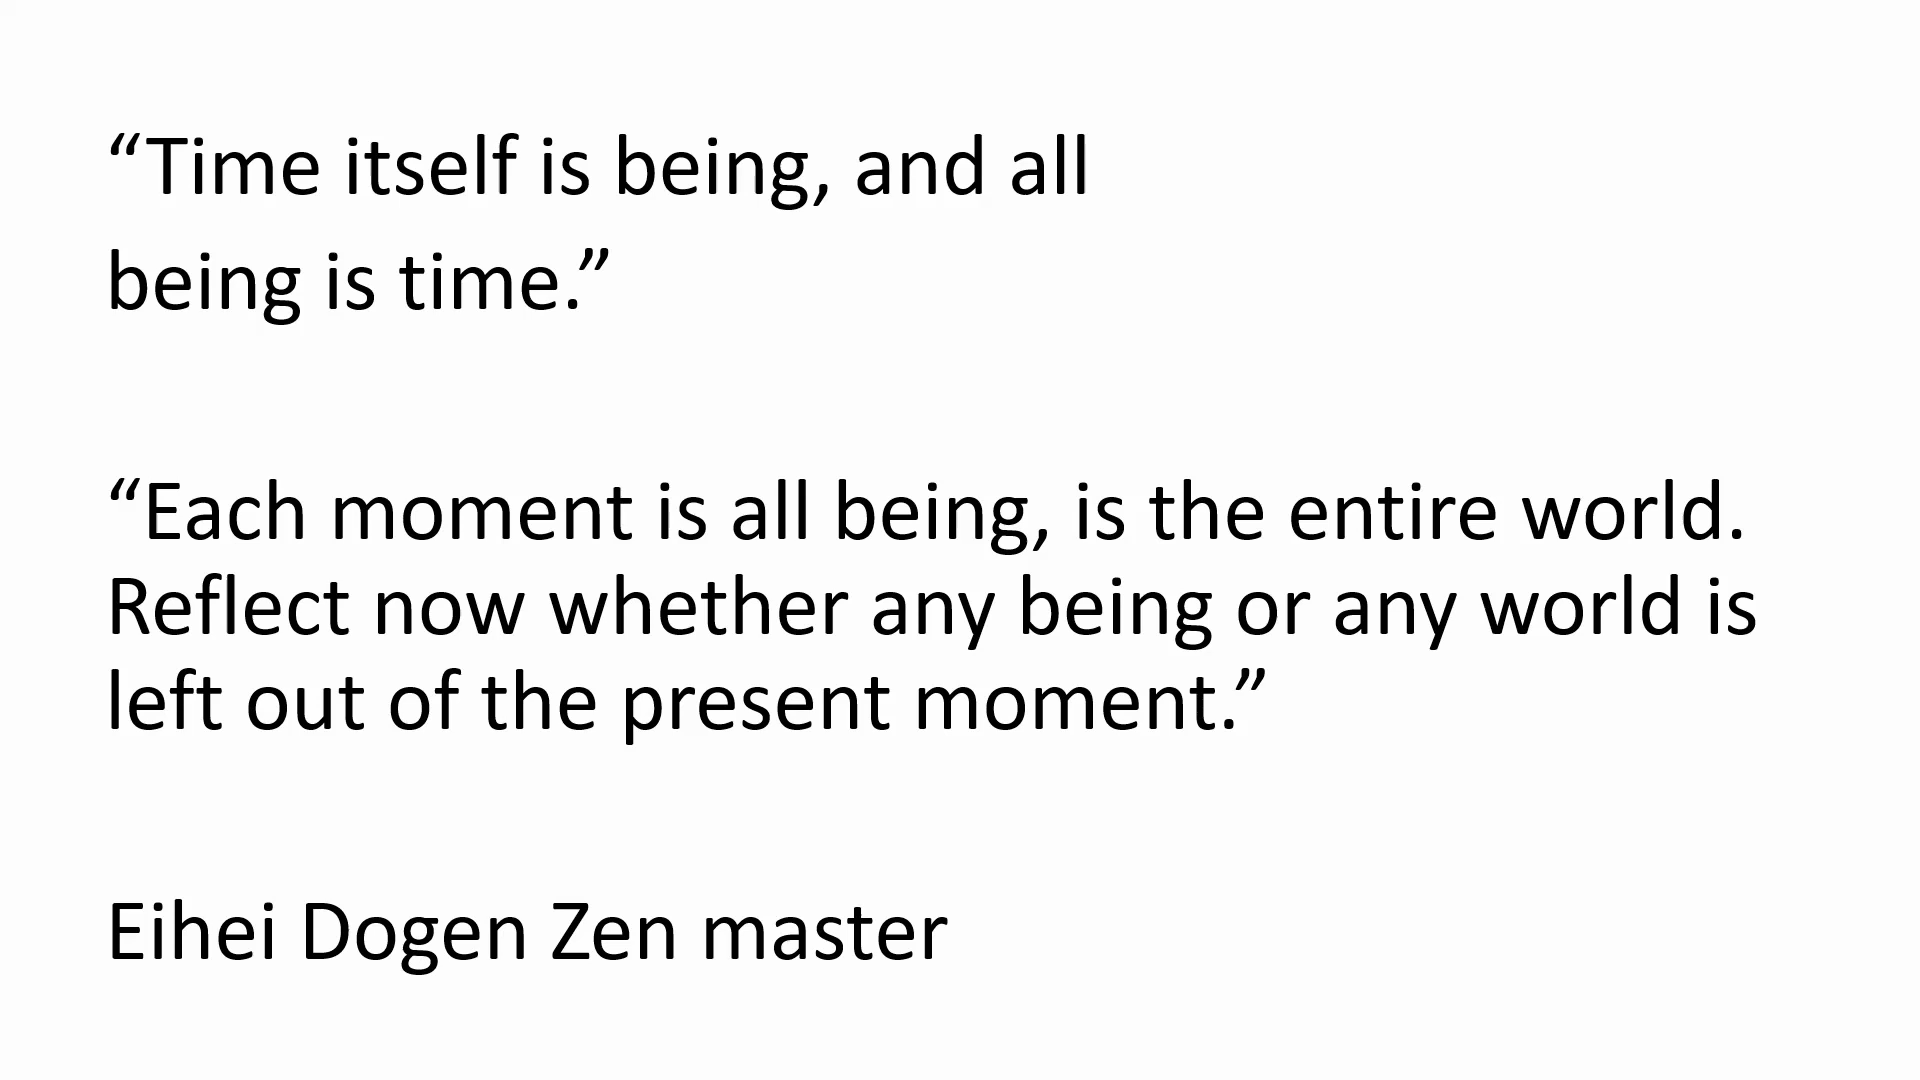 “Time itself is being, and all
being is time.”
“Each moment is all being, is the entire world.
Reflect now whether any being or any world is
left out of the present moment.”
Eihei Dogen Zen master